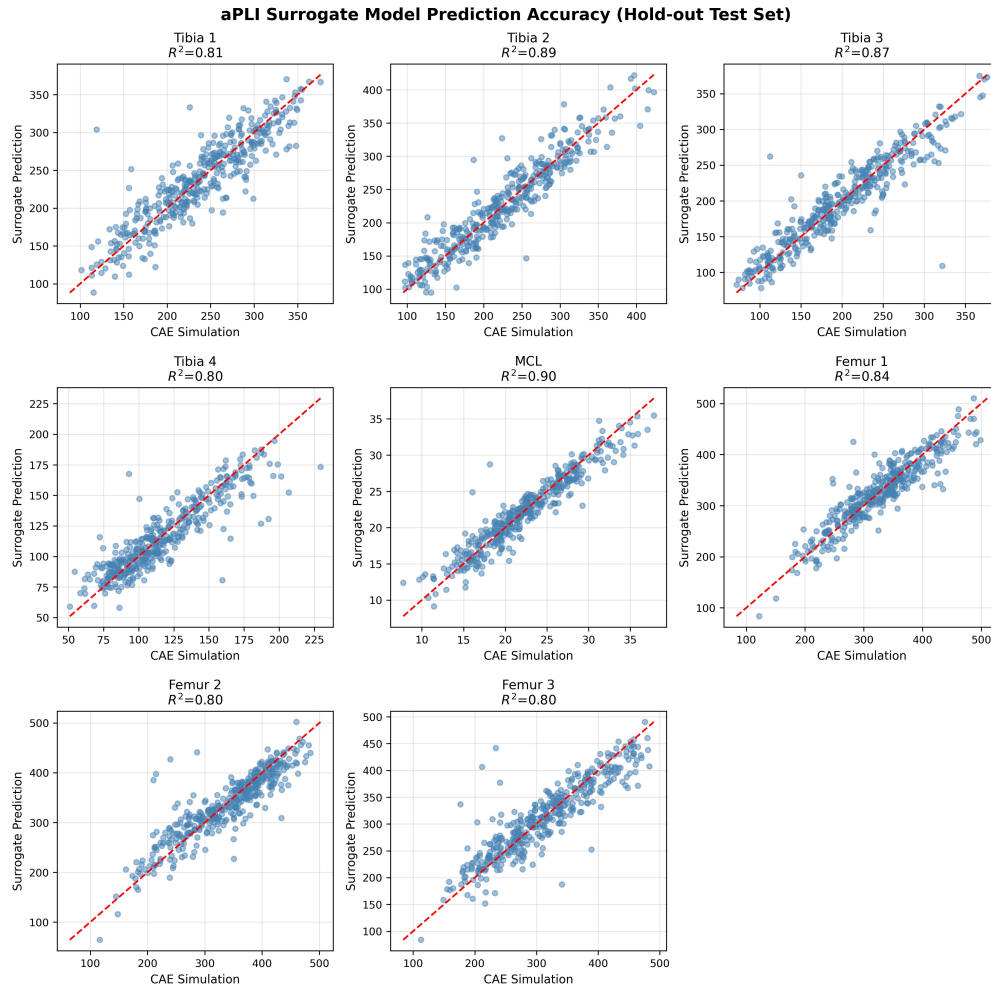 aPLI Surrogate Model Prediction Accuracy (Hold-out Test Set)
Tibia 1
R²=0.81
Surrogate Prediction
350
300
250
200
150
100
100 150 200 250 300 350
CAE Simulation
Tibia 2
R²=0.89
Surrogate Prediction
400
350
300
250
200
150
100
100 150 200 250 300 350 400
CAE Simulation
Tibia 3
R²=0.87
Surrogate Prediction
350
300
250
200
150
100
100 150 200 250 300 350
CAE Simulation
Tibia 4
R²=0.80
Surrogate Prediction
225
200
175
150
125
100
75
50
50 75 100 125 150 175 200 225
CAE Simulation
MCL
R²=0.90
Surrogate Prediction
35
30
25
20
15
10
10 15 20 25 30 35
CAE Simulation
Femur 1
R²=0.84
Surrogate Prediction
500
400
300
200
100
100 200 300 400 500
CAE Simulation
Femur 2
R²=0.80
Surrogate Prediction
500
400
300
200
100
100 200 300 400 500
CAE Simulation
Femur 3
R²=0.80
Surrogate Prediction
500
450
400
350
300
250
200
150
100
100 200 300 400 500
CAE Simulation